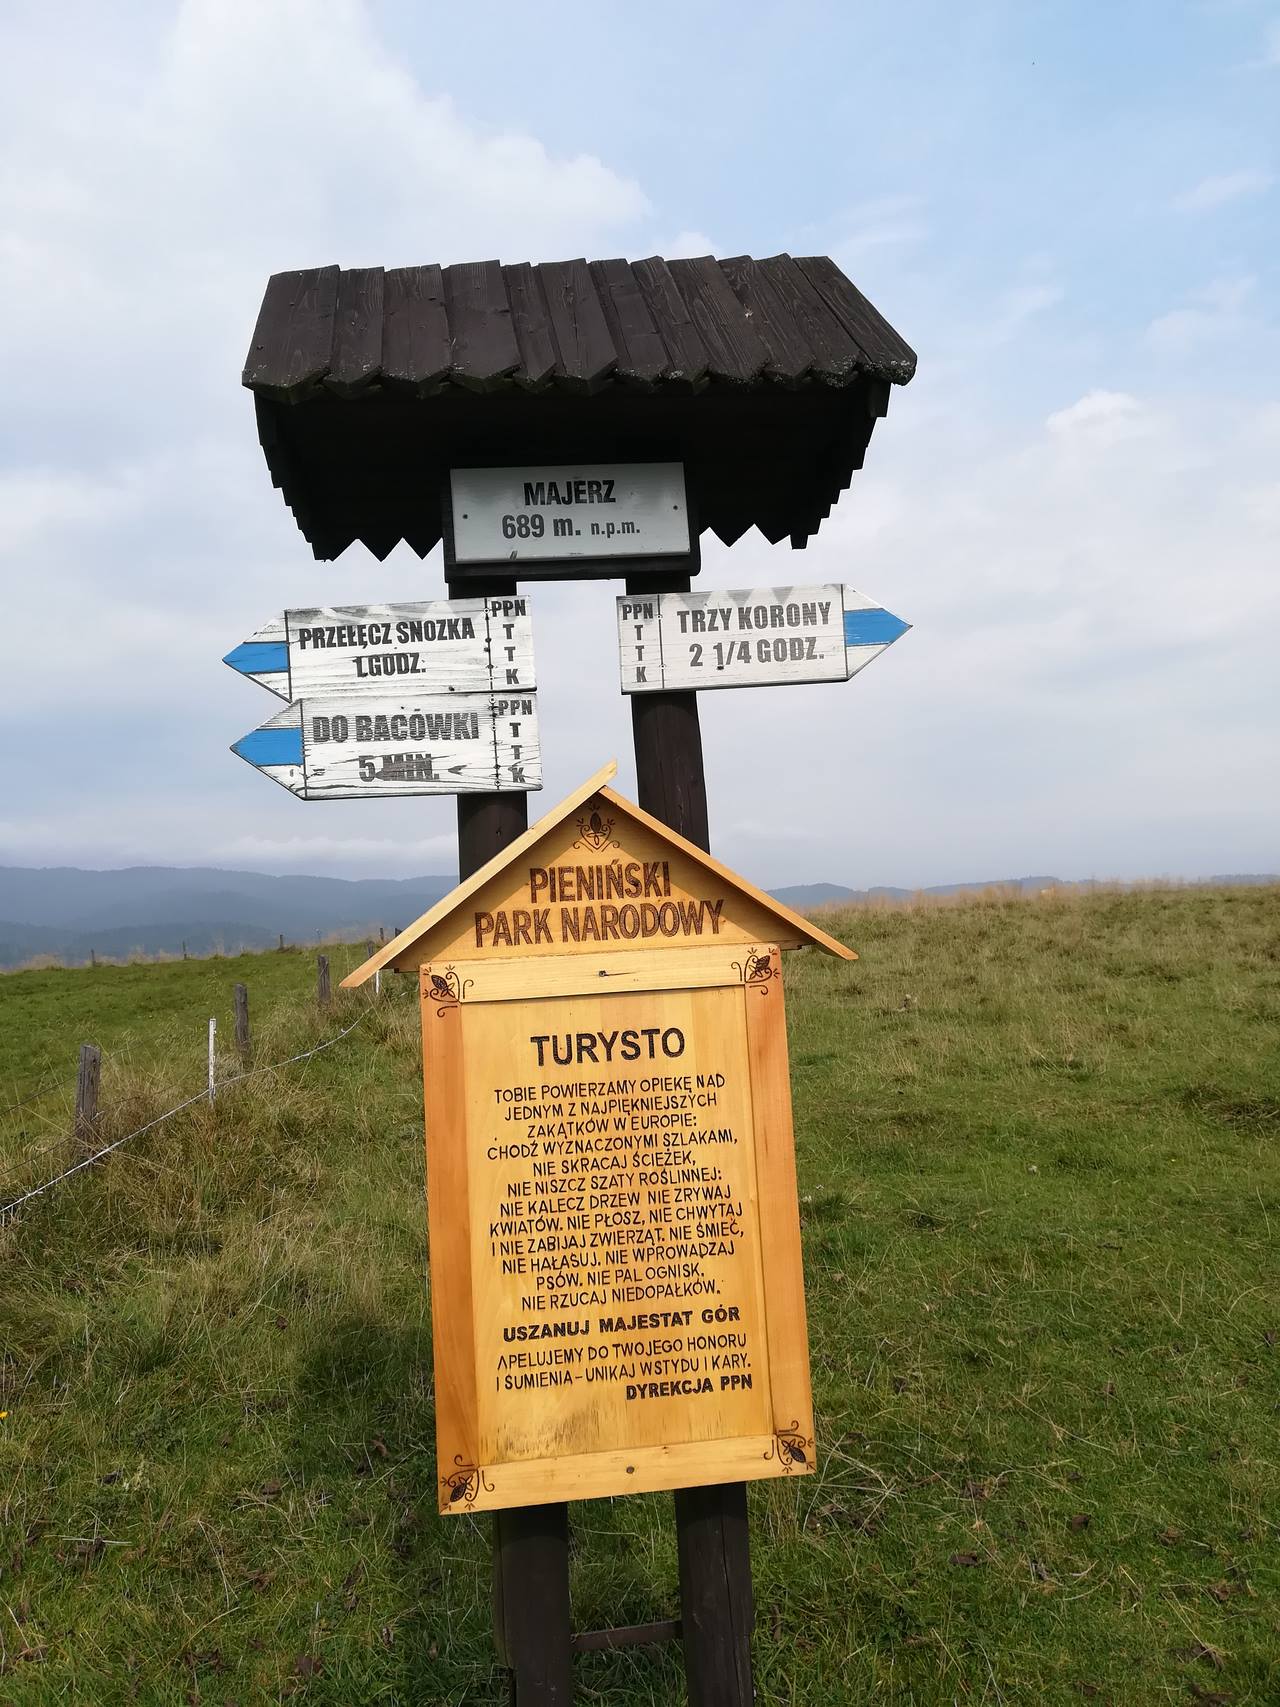 MAJERZ
689 m. n.p.m.
PRZEŁĘCZ SNOZKA
1 GODZ.
PPN
T
T
K
DO BACÓWKI
5 MIN.
PPN
T
T
K
PPN
T
T
K
TRZY KORONY
2 1/4 GODZ.
PIENIŃSKI
PARK NARODOWY
TURYSTO
TOBIE POWIERZAMY OPIEKĘ NAD
JEDNYM Z NAJPIĘKNIEJSZYCH
ZAKĄTKÓW W EUROPIE:
CHODŹ WYZNACZONYMI SZLAKAMI,
NIE SKRACAJ ŚCIEŻEK,
NIE NISZCZ SZATY ROŚLINNEJ:
NIE KALECZ DRZEW NIE ZRYWAJ
KWIATÓW. NIE PŁOSZ, NIE CHWYTAJ
I NIE ZABIJAJ ZWIERZĄT. NIE ŚMIEĆ,
NIE HAŁASUJ. NIE WPROWADZAJ
PSÓW. NIE PAL OGNISK.
NIE RZUCAJ NIEDOPAŁKÓW.
USZANUJ MAJESTAT GÓR
APELUJEMY DO TWOJEGO HONORU
I SUMIENIA – UNIKAJ WSTYDU I KARY.
DYREKCJA PPN